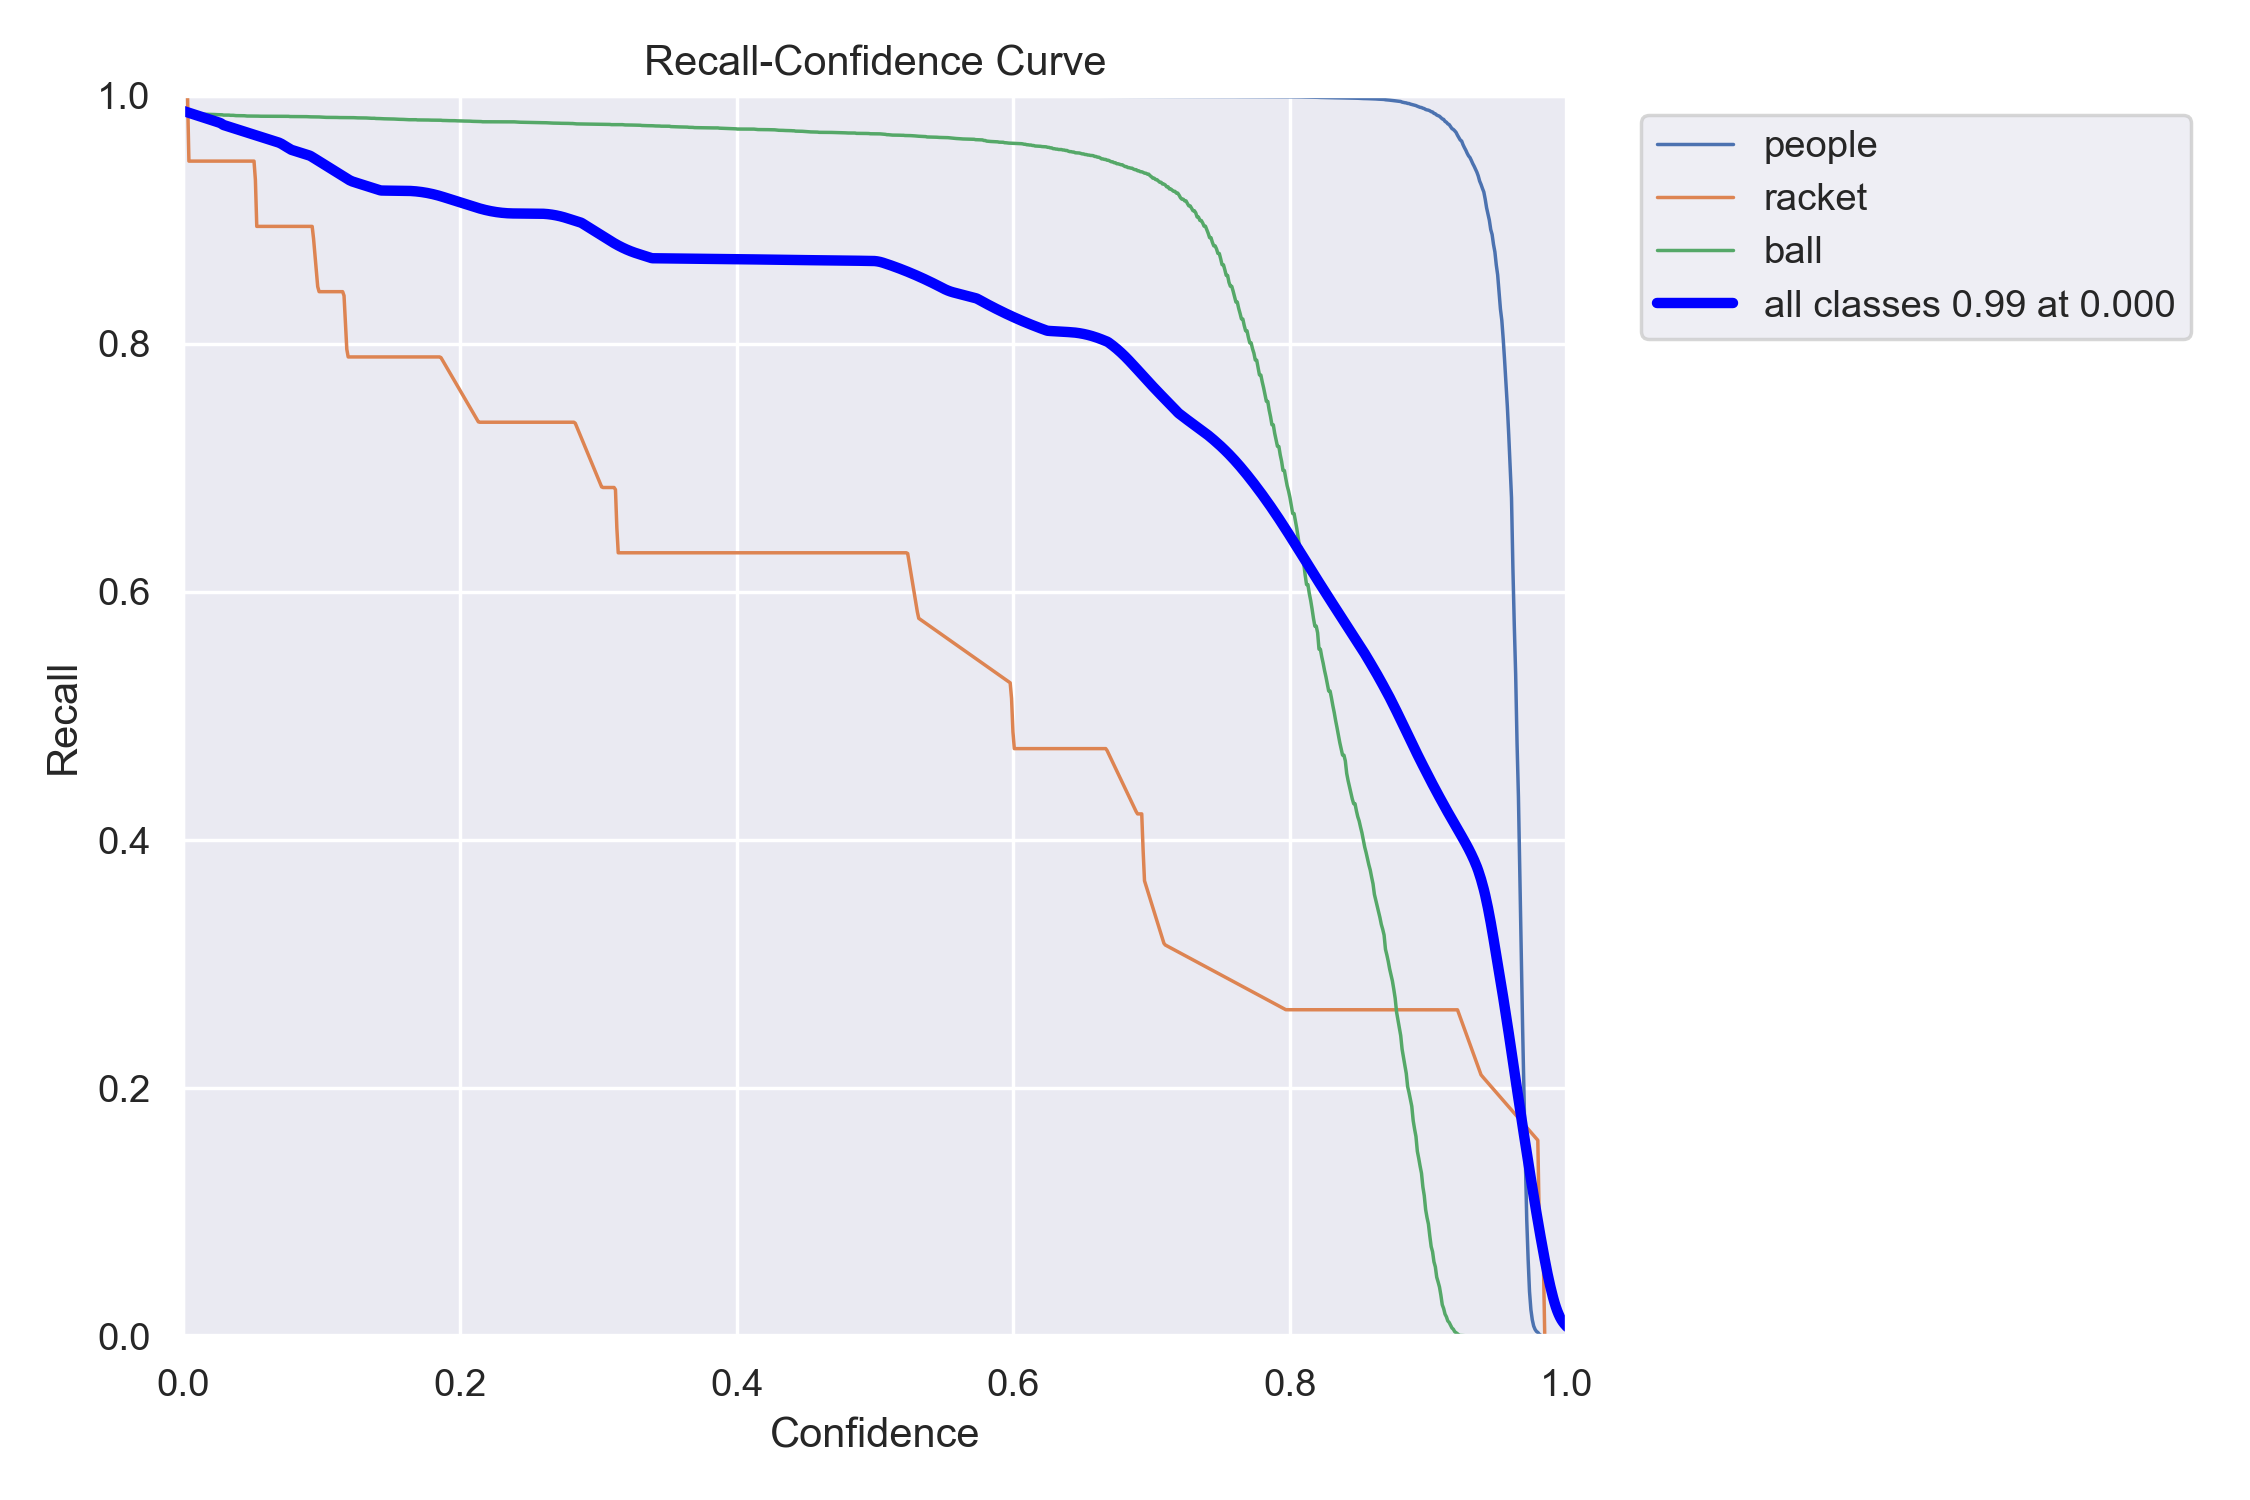 Recall-Confidence Curve
1.0
0.8
0.6
0.4
0.2
0.0
Recall
0.0 0.2 0.4 0.6 0.8 1.0
Confidence
people
racket
ball
all classes 0.99 at 0.000